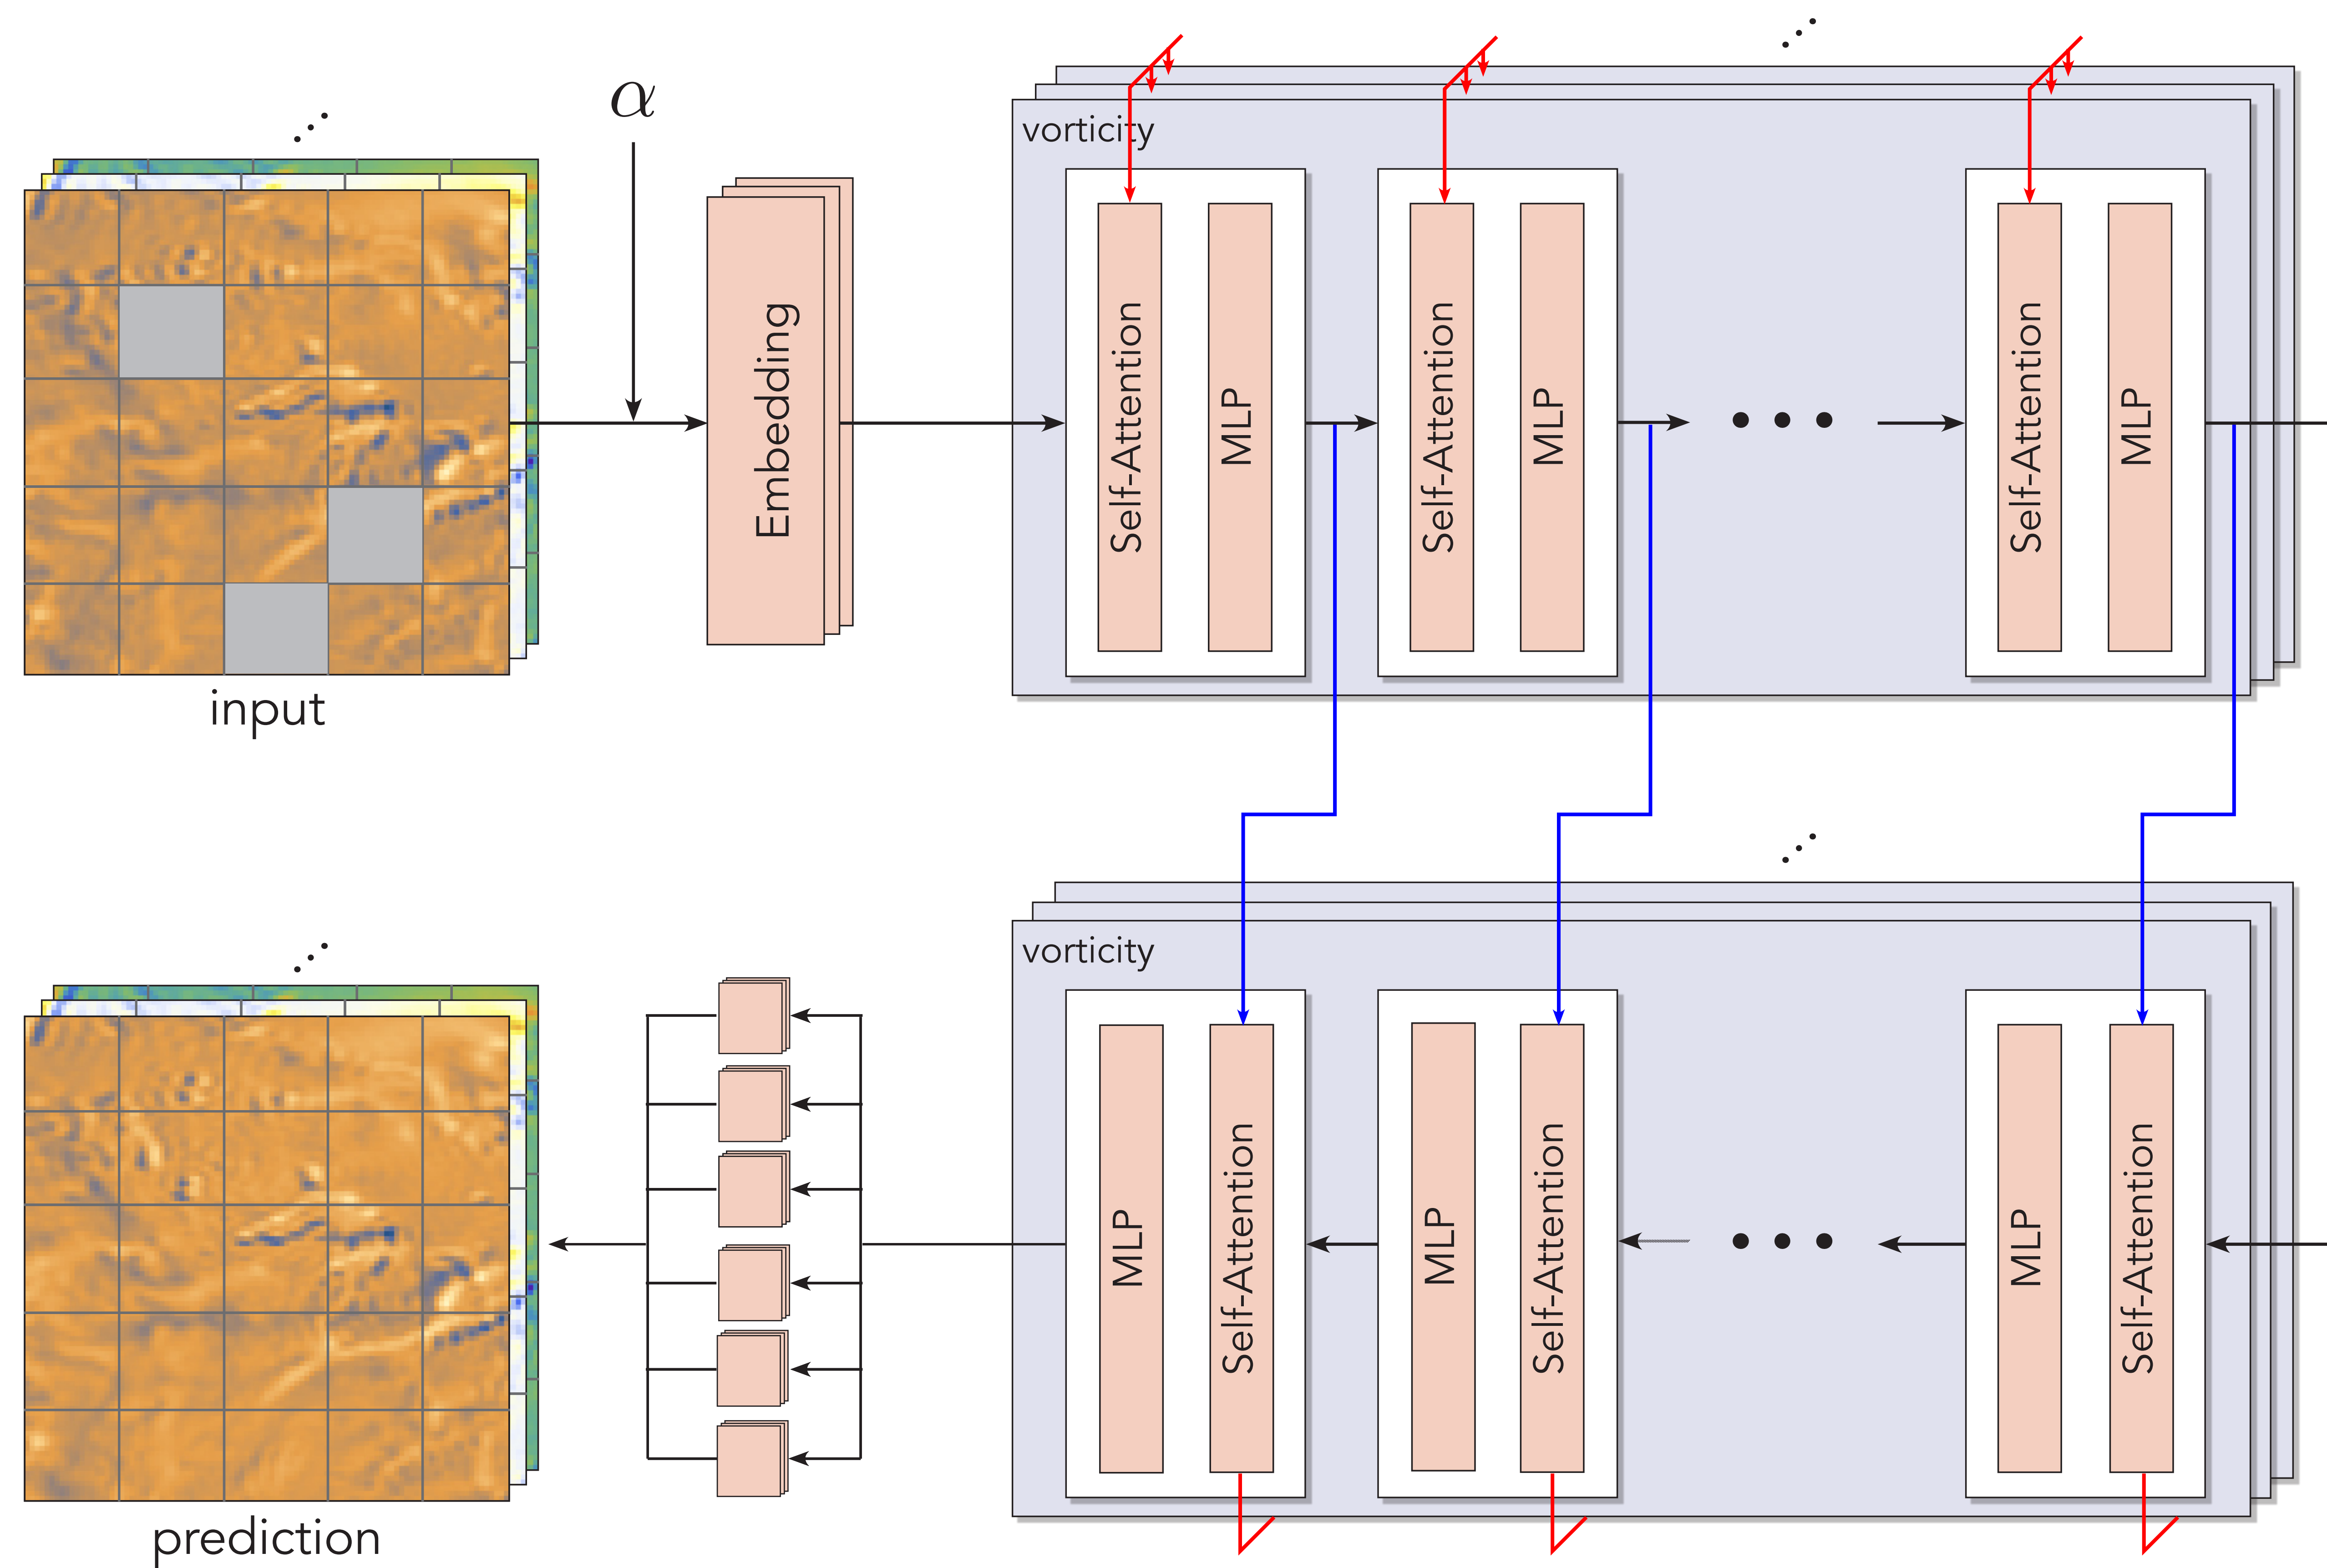 α
vorticity
input
Embedding
Self-Attention
MLP
Self-Attention
MLP
Self-Attention
MLP
vorticity
prediction
MLP
Self-Attention
MLP
Self-Attention
MLP
Self-Attention